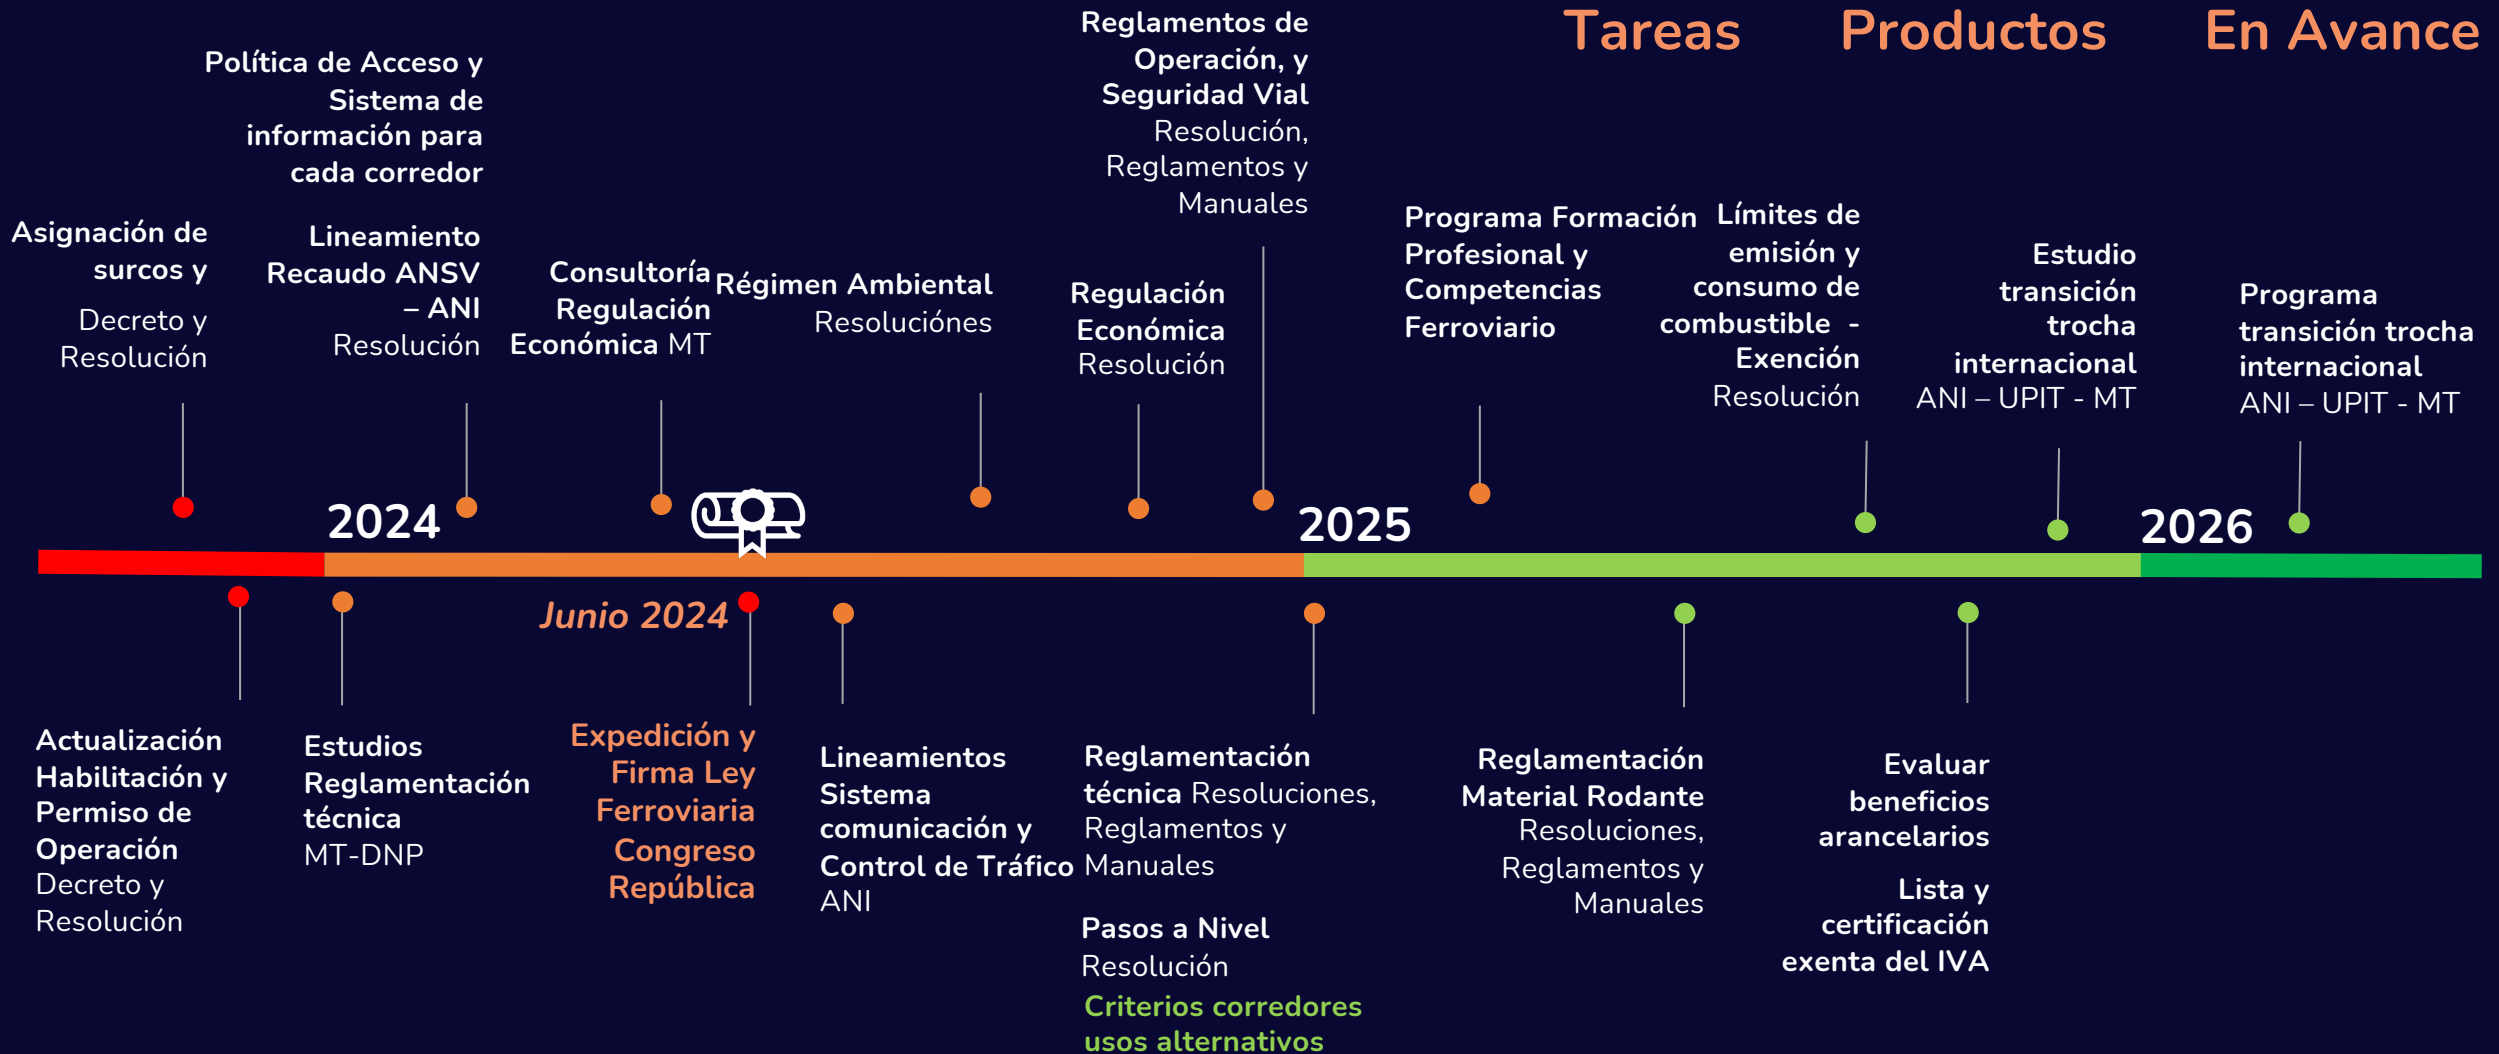 Tareas
Productos
En Avance
Política de Acceso y
Sistema de
información para
cada corredor
Asignación de
surcos y
Decreto y
Resolución
Lineamiento
Recaudo ANSV
– ANI
Resolución
Consultoría
Regulación
Económica MT
Régimen Ambiental
Resoluciónes
Regulación
Económica
Resolución
Reglamentos de
Operación, y
Seguridad Vial
Resolución,
Reglamentos y
Manuales
Programa Formación
Profesional y
Competencias
Ferroviario
Límites de
emisión y
consumo de
combustible -
Exención
Resolución
Estudio
transición
trocha
internacional
ANI – UPIT - MT
Programa
transición trocha
internacional
ANI – UPIT - MT
2024
2025
2026
Junio 2024
Actualización
Habilitación y
Permiso de
Operación
Decreto y
Resolución
Estudios
Reglamentación
técnica
MT-DNP
Expedición y
Firma Ley
Ferroviaria
Congreso
República
Lineamientos
Sistema
comunicación y
Control de Tráfico
ANI
Reglamentación
técnica Resoluciones,
Reglamentos y
Manuales
Pasos a Nivel
Resolución
Criterios corredores
usos alternativos
Reglamentación
Material Rodante
Resoluciones,
Reglamentos y
Manuales
Evaluar
beneficios
arancelarios
Lista y
certificación
exenta del IVA